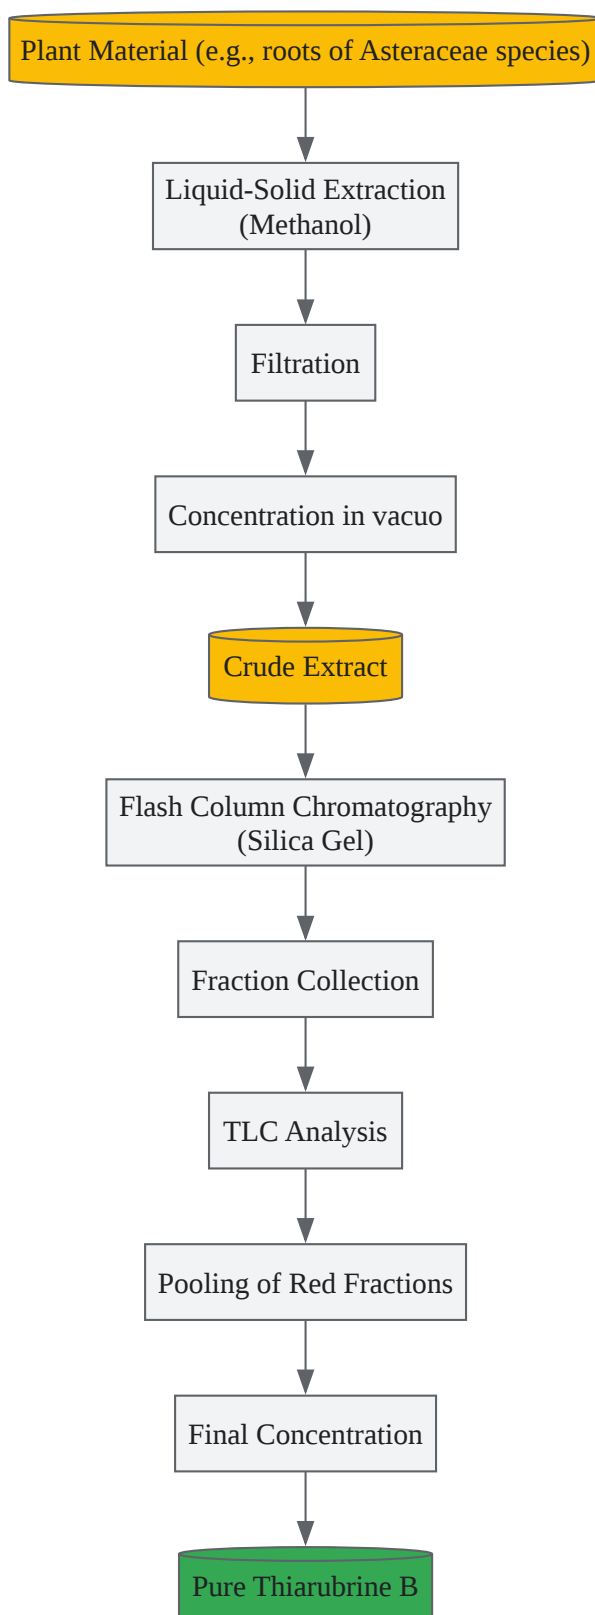 Plant Material (e.g., roots of Asteraceae species)
Liquid-Solid Extraction
(Methanol)
Filtration
Concentration in vacuo
Crude Extract
Flash Column Chromatography
(Silica Gel)
Fraction Collection
TLC Analysis
Pooling of Red Fractions
Final Concentration
Pure Thiarubrine B